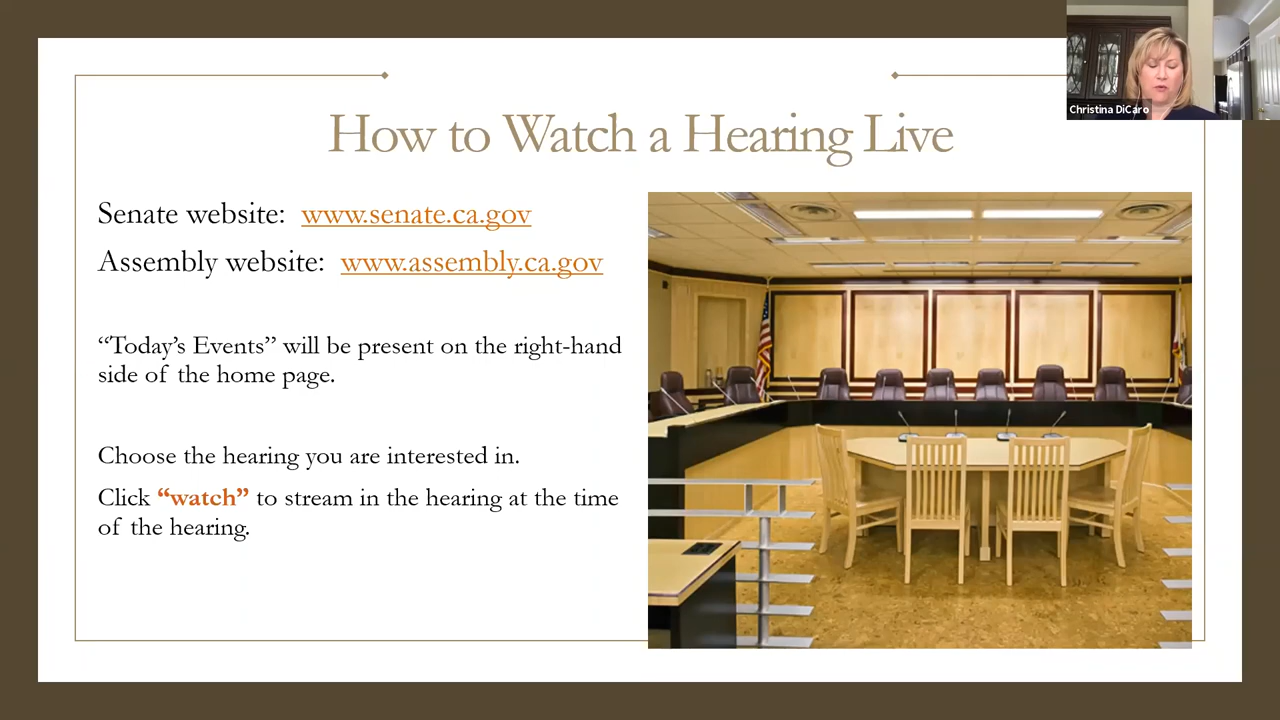 Christina DiCaro
How to Watch a Hearing Live
Senate website: www.senate.ca.gov
Assembly website: www.assembly.ca.gov
“Today’s Events” will be present on the right-hand
side of the home page.
Choose the hearing you are interested in.
Click “watch” to stream in the hearing at the time
of the hearing.